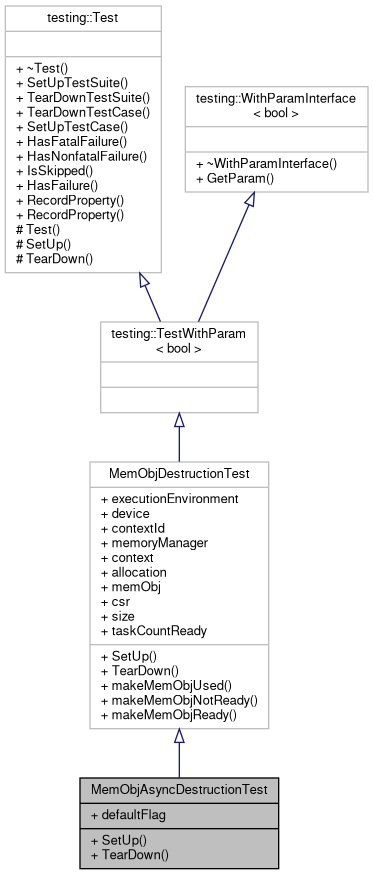 testing::Test
+ ~Test()
+ SetUpTestSuite()
+ TearDownTestSuite()
+ TearDownTestCase()
+ SetUpTestCase()
+ HasFatalFailure()
+ HasNonfatalFailure()
+ IsSkipped()
+ HasFailure()
+ RecordProperty()
+ RecordProperty()
# Test()
# SetUp()
# TearDown()
testing::WithParamInterface
< bool >
+ ~WithParamInterface()
+ GetParam()
testing::TestWithParam
< bool >
MemObjDestructionTest
+ executionEnvironment
+ device
+ contextId
+ memoryManager
+ context
+ allocation
+ memObj
+ csr
+ size
+ taskCountReady
+ SetUp()
+ TearDown()
+ makeMemObjUsed()
+ makeMemObjNotReady()
+ makeMemObjReady()
MemObjAsyncDestructionTest
+ defaultFlag
+ SetUp()
+ TearDown()